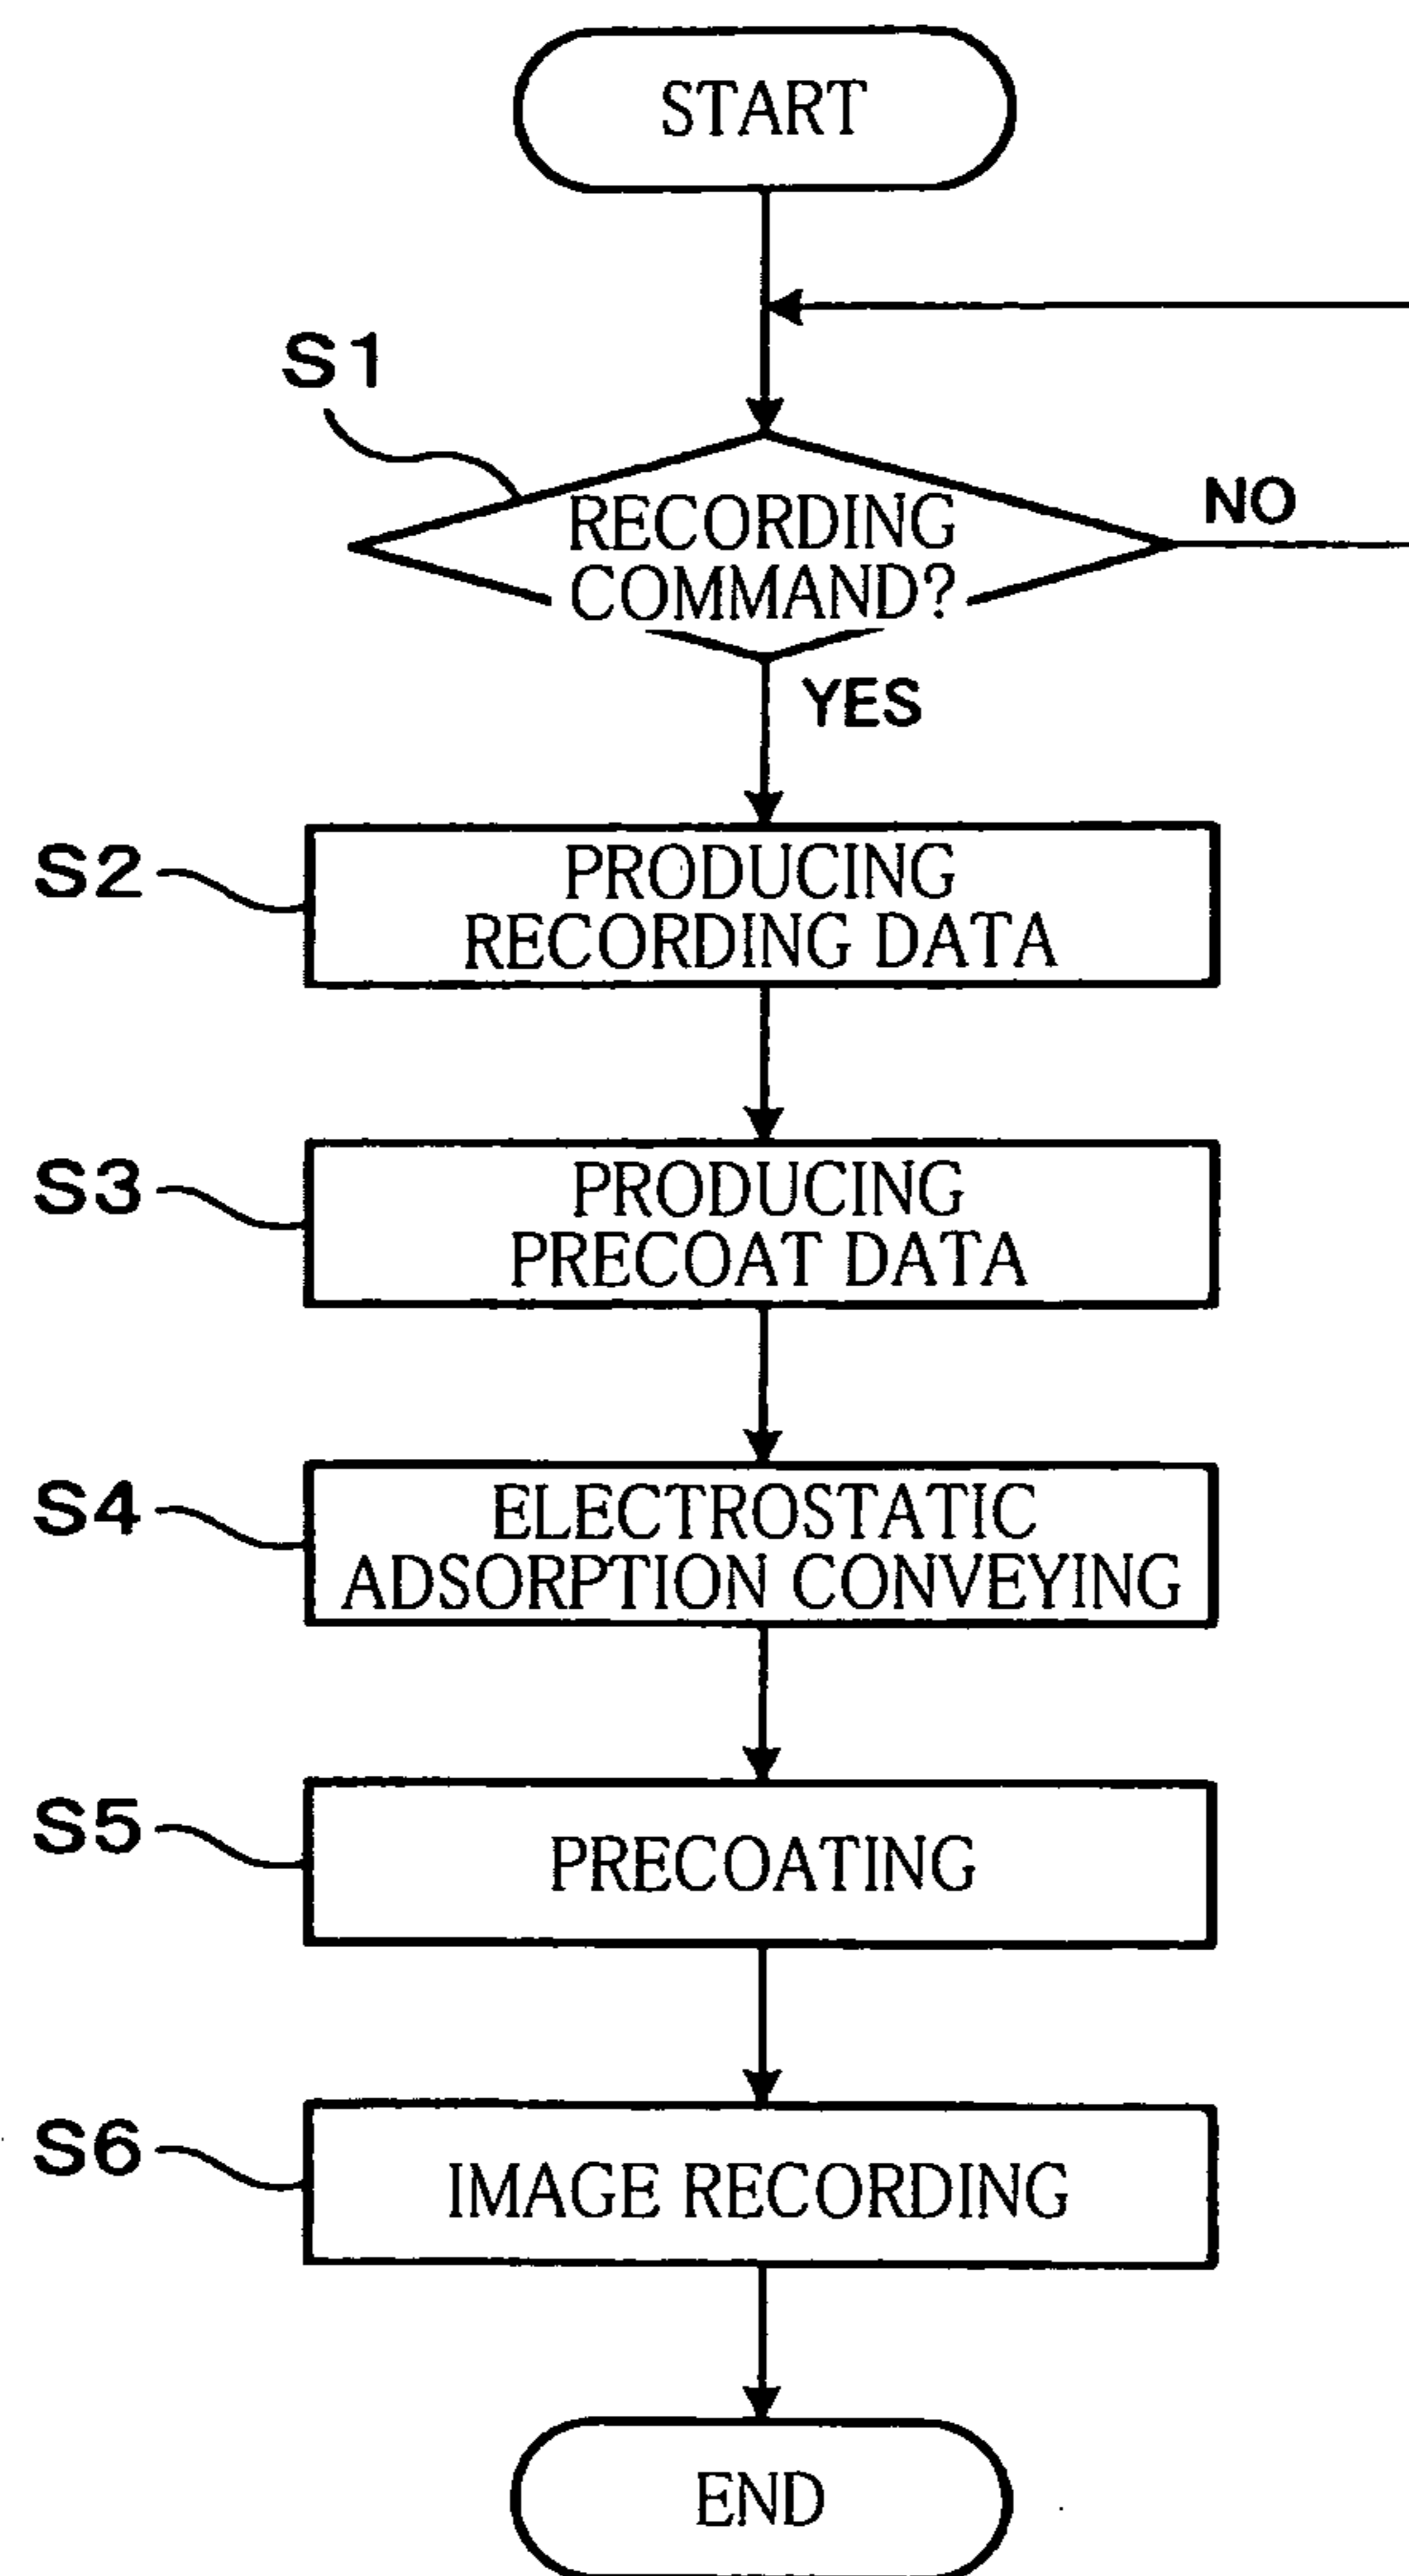 START
S1
RECORDING
COMMAND?
NO
YES
S2
PRODUCING
RECORDING DATA
S3
PRODUCING
PRECOAT DATA
S4
ELECTROSTATIC
ADSORPTION CONVEYING
S5
PRECOATING
S6
IMAGE RECORDING
END